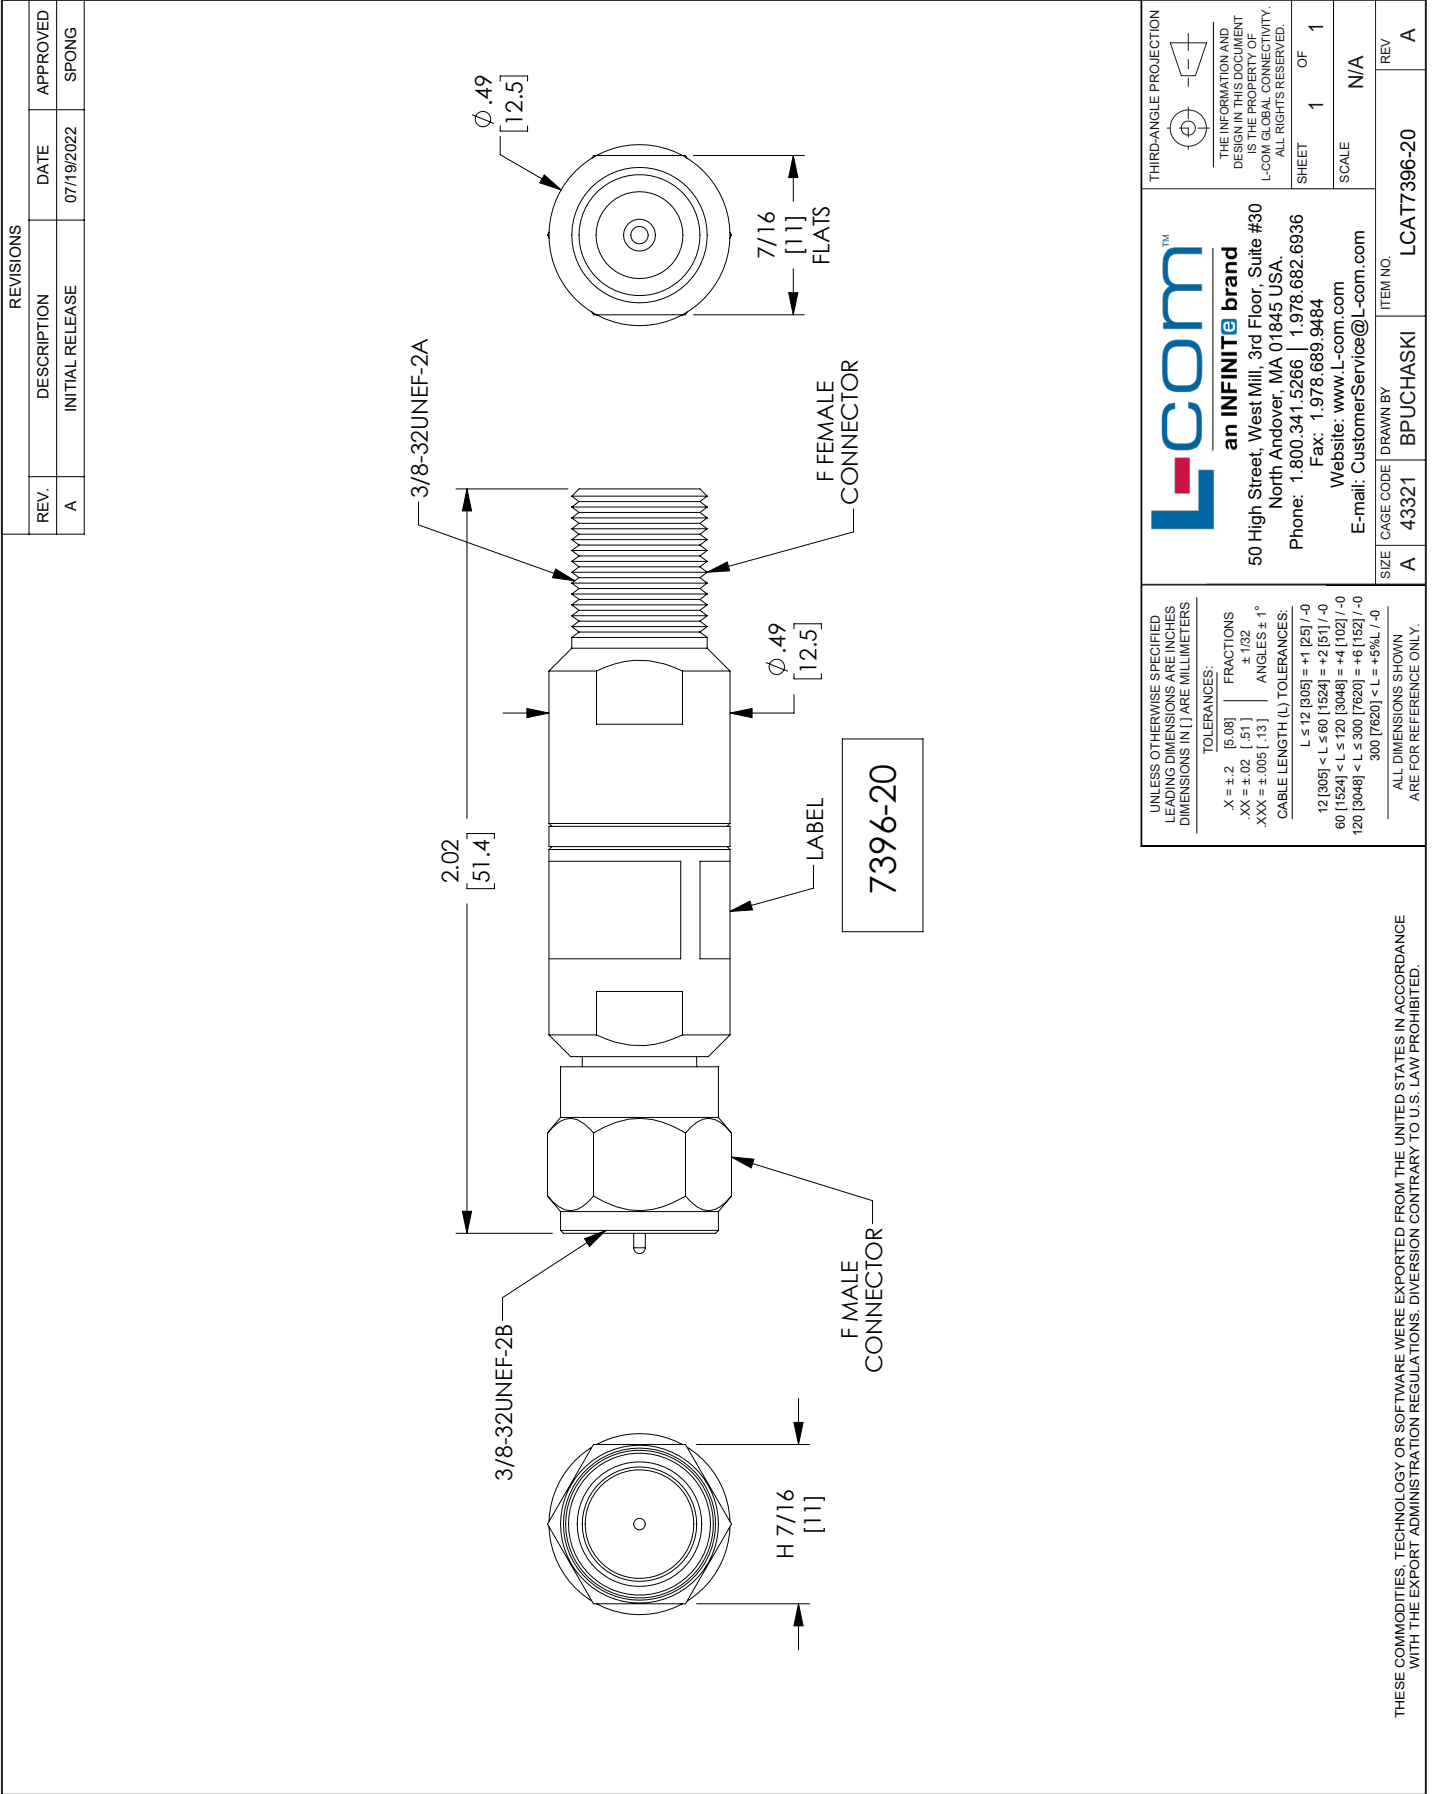 REVISIONS
REV. DESCRIPTION DATE APPROVED
A INITIAL RELEASE 07/19/2022 SPONG
3/8-32UNEF-2B
2.02
[51.4]
3/8-32UNEF-2A
⌀.49
[12.5]
H 7/16
[11]
F MALE
CONNECTOR
LABEL
7396-20
⌀.49
[12.5]
F FEMALE
CONNECTOR
7/16
[11]
FLATS
THESE COMMODITIES, TECHNOLOGY OR SOFTWARE WERE EXPORTED FROM THE UNITED STATES IN ACCORDANCE
WITH THE EXPORT ADMINISTRATION REGULATIONS. DIVERSION CONTRARY TO U.S. LAW PROHIBITED.
UNLESS OTHERWISE SPECIFIED
LEADING DIMENSIONS ARE INCHES
DIMENSIONS IN [ ] ARE MILLIMETERS
TOLERANCES:
.X = ±.2 [5.08] FRACTIONS
.XX = ±.02 [.51] ± 1/32
.XXX = ±.005 [.13] ANGLES ± 1°
CABLE LENGTH (L) TOLERANCES:
L ≤ 12 [305] = +1 [25] / -0
12 [305] < L ≤ 60 [1524] = +2 [51] / -0
60 [1524] < L ≤ 120 [3048] = +4 [102] / -0
120 [3048] < L ≤ 300 [7620] = +6 [152] / -0
300 [7620] < L = +5%L / -0
ALL DIMENSIONS SHOWN
ARE FOR REFERENCE ONLY.
L-com™
an INFINITe brand
50 High Street, West Mill, 3rd Floor, Suite #30
North Andover, MA 01845 USA.
Phone: 1.800.341.5266 | 1.978.682.6936
Fax: 1.978.689.9484
Website: www.L-com.com
E-mail: CustomerService@L-com.com
THIRD-ANGLE PROJECTION
THE INFORMATION AND
DESIGN IN THIS DOCUMENT
IS THE PROPERTY OF
L-COM GLOBAL CONNECTIVITY.
ALL RIGHTS RESERVED.
SHEET 1 OF 1
SCALE N/A
SIZE CAGE CODE DRAWN BY ITEM NO. REV
A 43321 BPUCHASKI LCAT7396-20 A